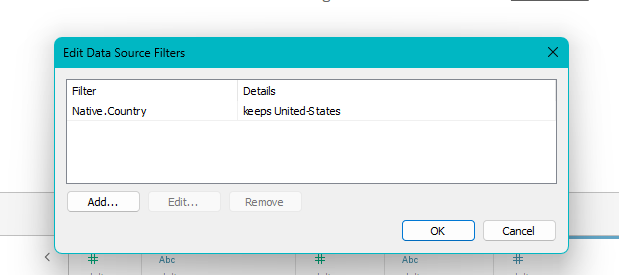 Edit Data Source Filters
Filter Details
Native.Country keeps United-States
Add... Edit... Remove
OK Cancel
# Abc # Abc #